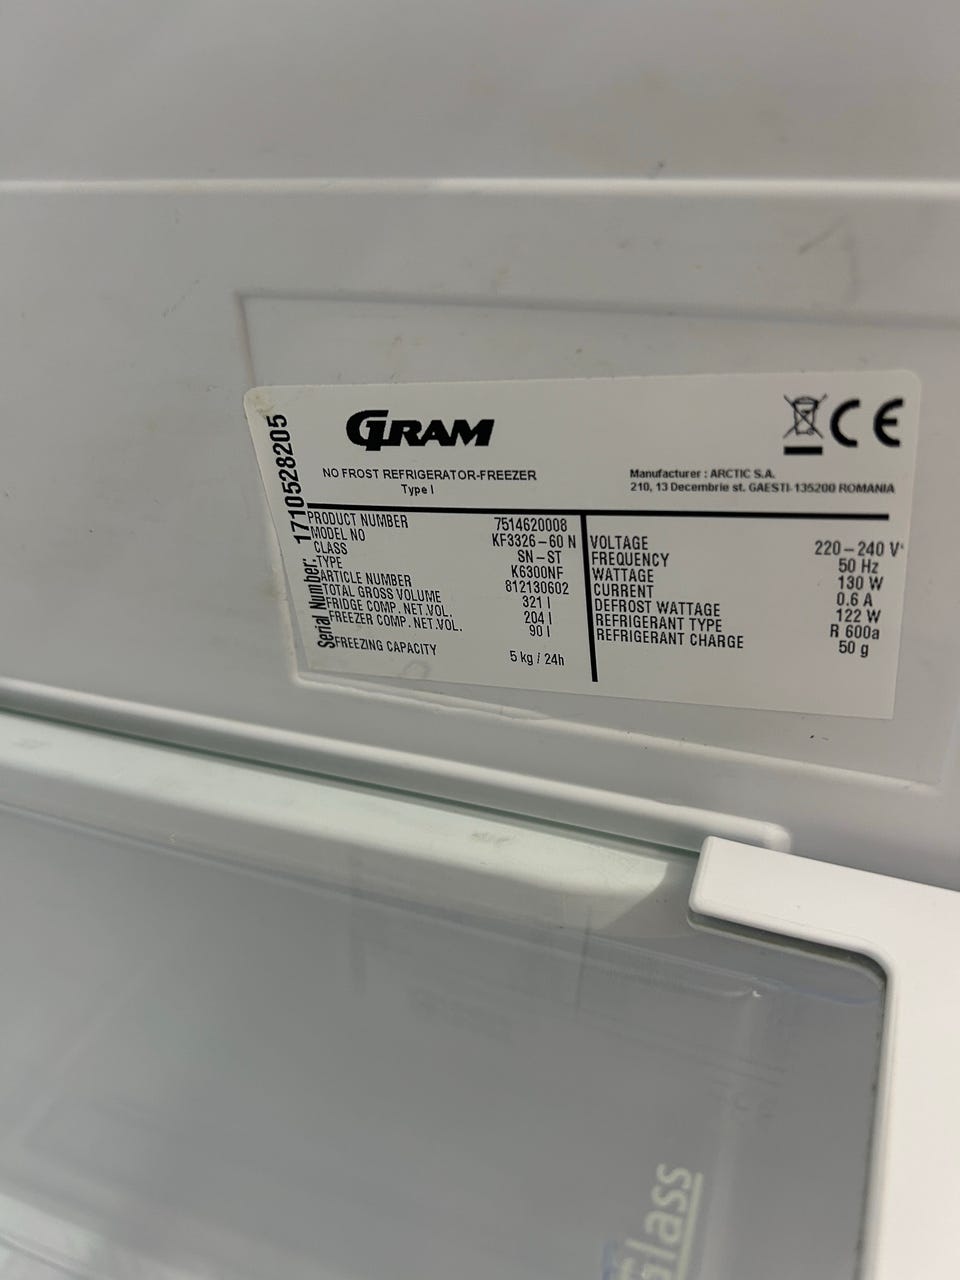 GRAM
NO FROST REFRIGERATOR-FREEZER
Type I
Manufacturer : ARCTIC S.A.
210, 13 Decembrie st. GAESTI-135200 ROMANIA
Serial Number: 1710528205
PRODUCT NUMBER 7514620008
MODEL NO KF3326-60 N
CLASS SN-ST
TYPE K6300NF
ARTICLE NUMBER 812130602
TOTAL GROSS VOLUME 321 l
FRIDGE COMP. NET.VOL. 204 l
FREEZER COMP. NET.VOL. 90 l
FREEZING CAPACITY 5 kg / 24h
VOLTAGE 220-240 V~
FREQUENCY 50 Hz
WATTAGE 130 W
CURRENT 0.6 A
DEFROST WATTAGE 122 W
REFRIGERANT TYPE R 600a
REFRIGERANT CHARGE 50 g
CE
Glass